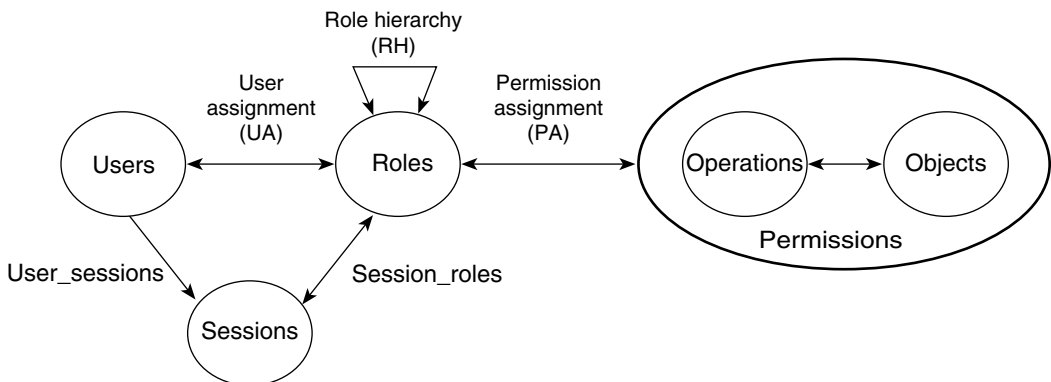 Role hierarchy
(RH)
User
assignment
(UA)
Permission
assignment
(PA)
Users
Roles
Operations
Objects
Permissions
User_sessions
Session_roles
Sessions